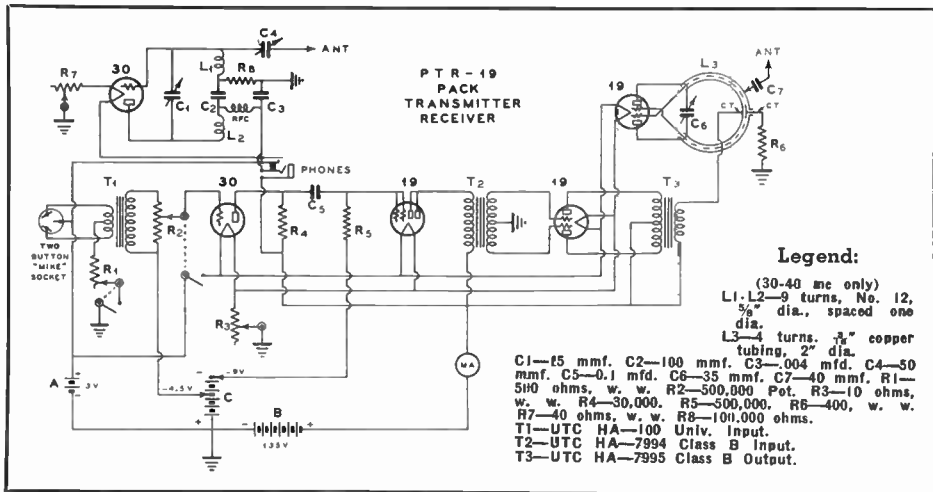 PTR-19
PACK
TRANSMITTER
RECEIVER
C4
ANT
R7
30
L1
R8
C1
C2
C3
RFC
L2
PHONES
19
L3
ANT
C7
C6
CT
CT
R6
T1
30
C5
19
T2
19
T3
R2
R4
R5
TWO
BUTTON
"MIKE"
SOCKET
R1
R3
MA
A
3V
-4.5V
-9V
C
B
135V
Legend:
(30-40 mc only)
L1-L2—9 turns, No. 12,
5/8" dia., spaced one
dia.
L3—4 turns. 3/16" copper
tubing, 2" dia.
C1—15 mmf. C2—100 mmf. C3—.004 mfd. C4—50
mmf. C5—0.1 mfd. C6—35 mmf. C7—40 mmf. R1—
500 ohms, w. w. R2—500,000 Pot. R3—10 ohms,
w. w. R4—30,000. R5—500,000. R6—400, w. w.
R7—40 ohms, w. w. R8—100,000 ohms.
T1—UTC HA—100 Univ. Input.
T2—UTC HA—7994 Class B Input.
T3—UTC HA—7995 Class B Output.